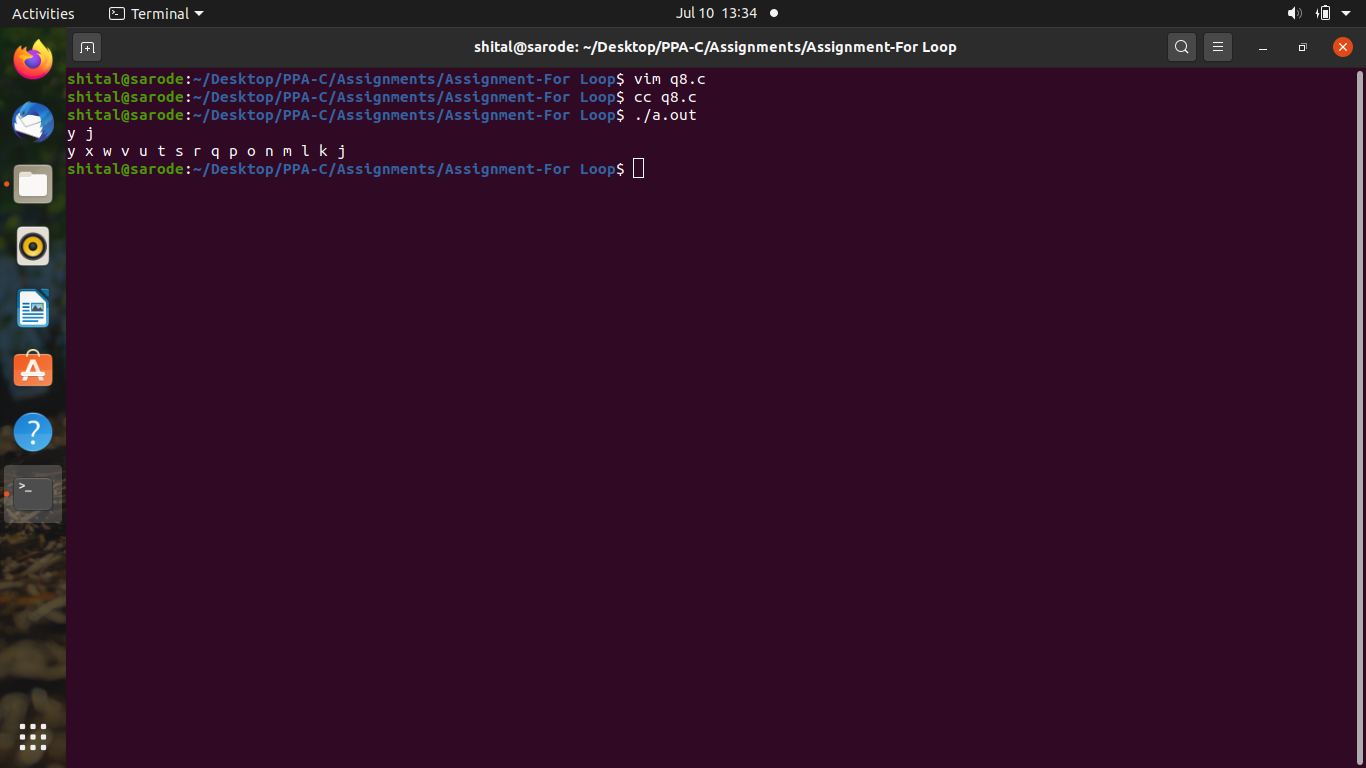 Activities Terminal Jul 10 13:34
shital@sarode: ~/Desktop/PPA-C/Assignments/Assignment-For Loop
shital@sarode:~/Desktop/PPA-C/Assignments/Assignment-For Loop$ vim q8.c
shital@sarode:~/Desktop/PPA-C/Assignments/Assignment-For Loop$ cc q8.c
shital@sarode:~/Desktop/PPA-C/Assignments/Assignment-For Loop$ ./a.out
y j
y x w v u t s r q p o n m l k j
shital@sarode:~/Desktop/PPA-C/Assignments/Assignment-For Loop$